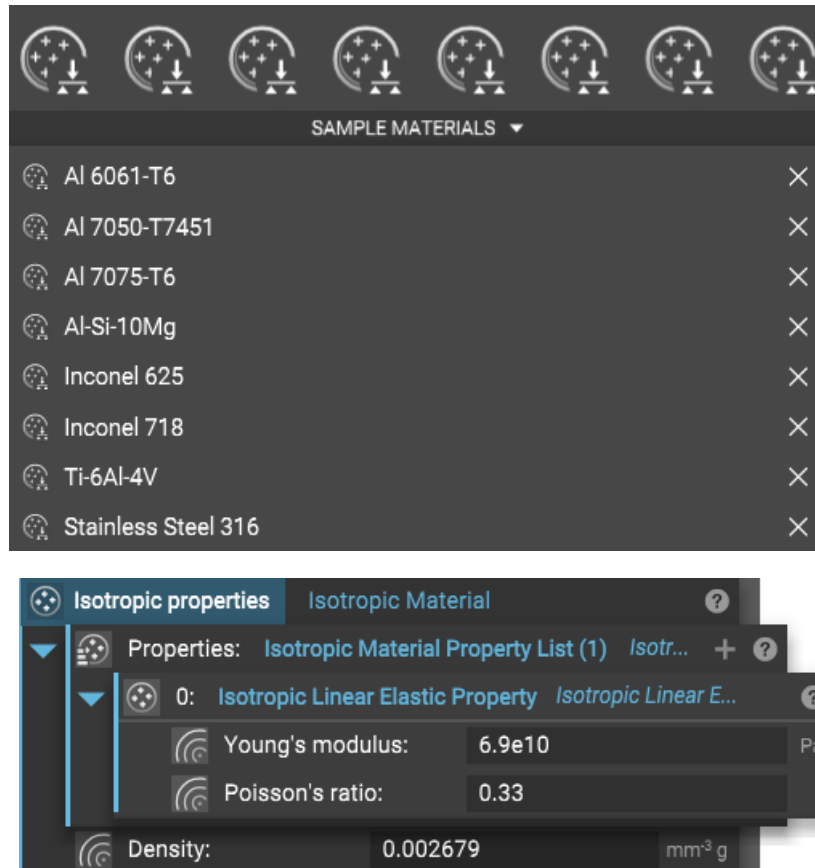 SAMPLE MATERIALS
Al 6061-T6
Al 7050-T7451
Al 7075-T6
Al-Si-10Mg
Inconel 625
Inconel 718
Ti-6Al-4V
Stainless Steel 316
Isotropic properties Isotropic Material ?
Properties: Isotropic Material Property List (1) Isotr... + ?
0: Isotropic Linear Elastic Property Isotropic Linear E... ?
Young's modulus: 6.9e10 Pa
Poisson's ratio: 0.33
Density: 0.002679 mm⁻³ g